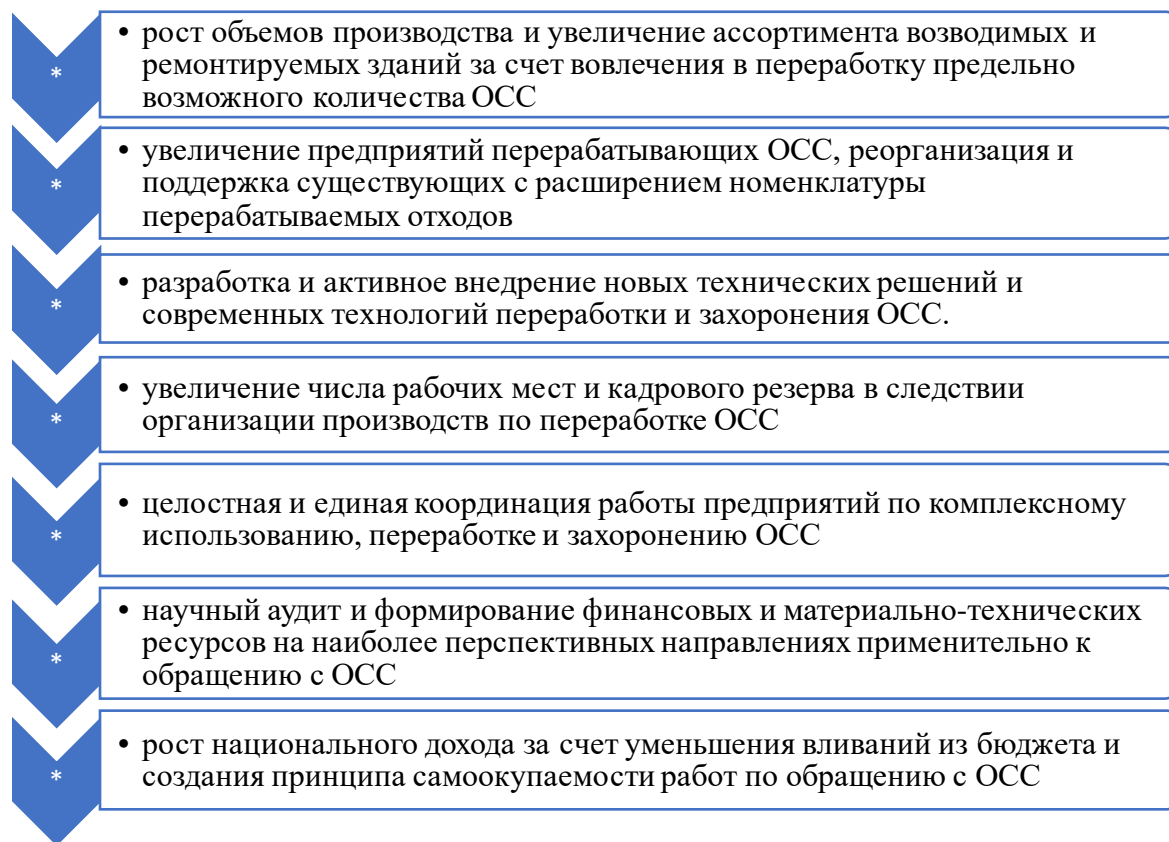 *
• рост объемов производства и увеличение ассортимента возводимых и
ремонтируемых зданий за счет вовлечения в переработку предельно
возможного количества ОСС
*
• увеличение предприятий перерабатывающих ОСС, реорганизация и
поддержка существующих с расширением номенклатуры
перерабатываемых отходов
*
• разработка и активное внедрение новых технических решений и
современных технологий переработки и захоронения ОСС.
*
• увеличение числа рабочих мест и кадрового резерва в следствии
организации производств по переработке ОСС
*
• целостная и единая координация работы предприятий по комплексному
использованию, переработке и захоронению ОСС
*
• научный аудит и формирование финансовых и материально-технических
ресурсов на наиболее перспективных направлениях применительно к
обращению с ОСС
*
• рост национального дохода за счет уменьшения вливаний из бюджета и
создания принципа самоокупаемости работ по обращению с ОСС